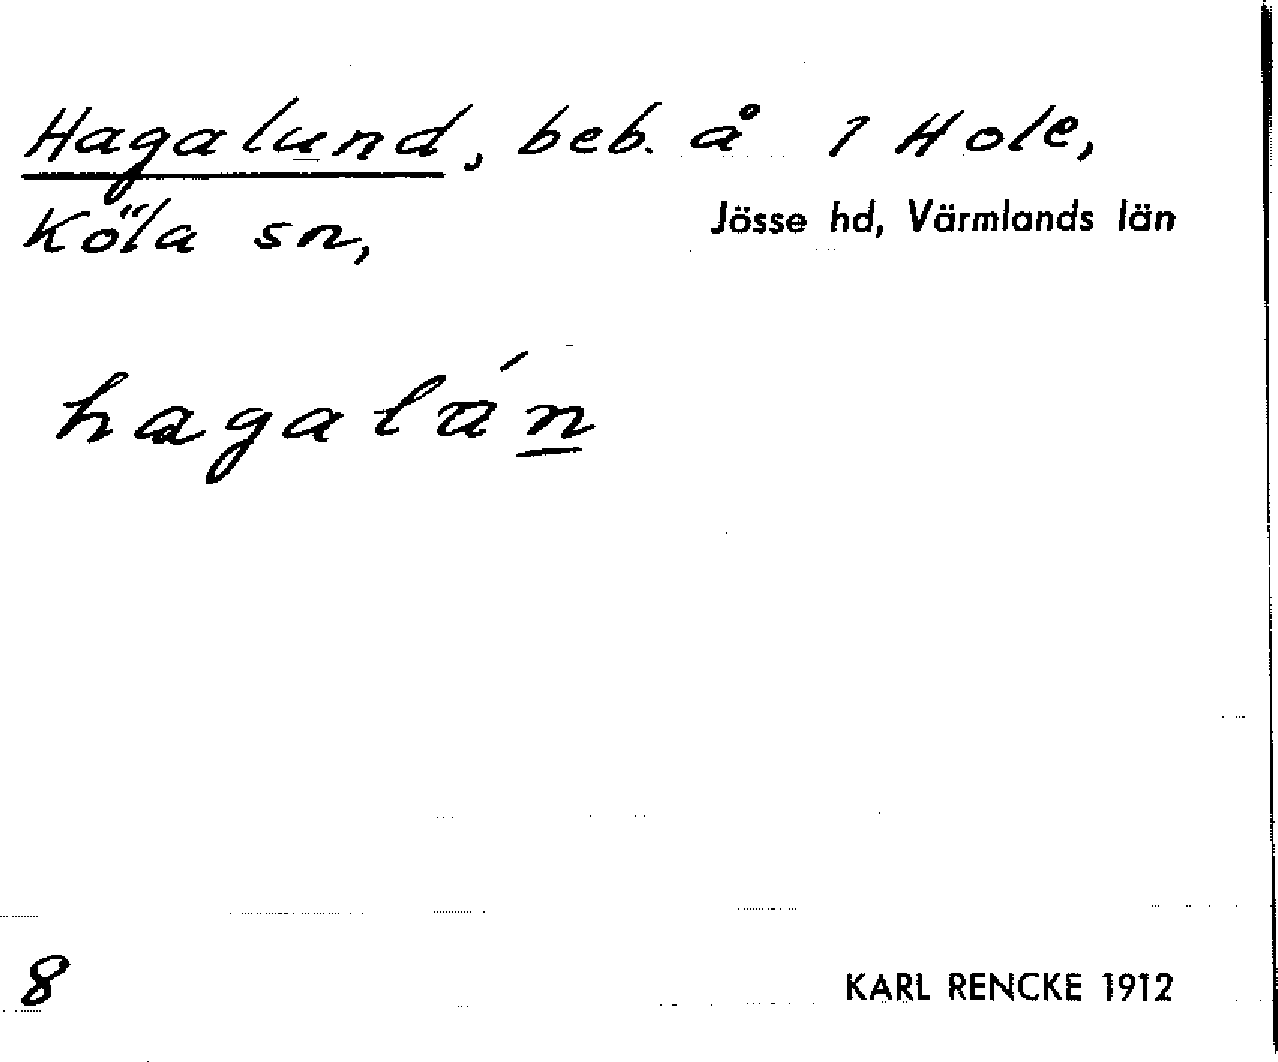 Hagalund, beb. å 1 Hole,
Köla sn, Jösse hd, Värmlands län
hagalún
8 KARL RENCKE 1912